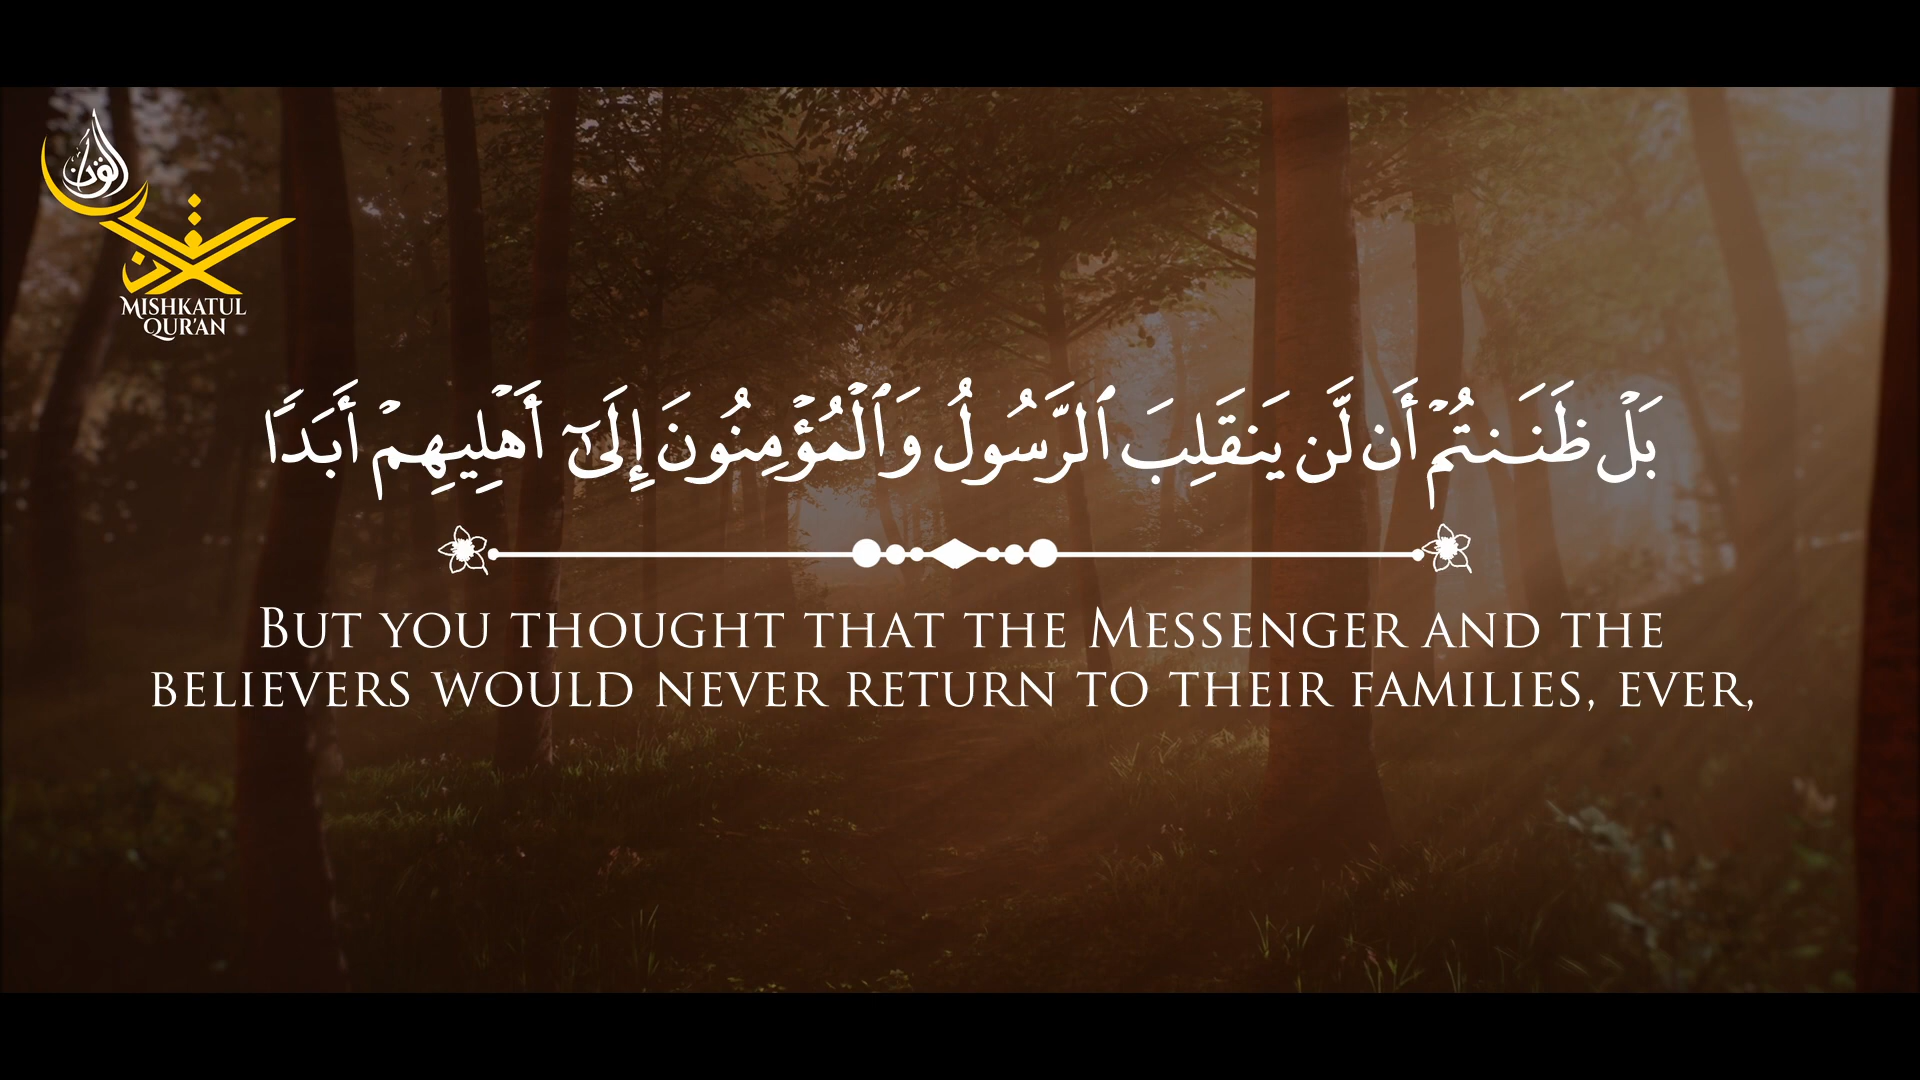 القرآن
MISHKATUL
QUR'AN
بَلْ ظَنَنتُمْ أَن لَّن يَنقَلِبَ ٱلرَّسُولُ وَٱلْمُؤْمِنُونَ إِلَىٰٓ أَهْلِيهِمْ أَبَدًا
But you thought that the Messenger and the
believers would never return to their families, ever,